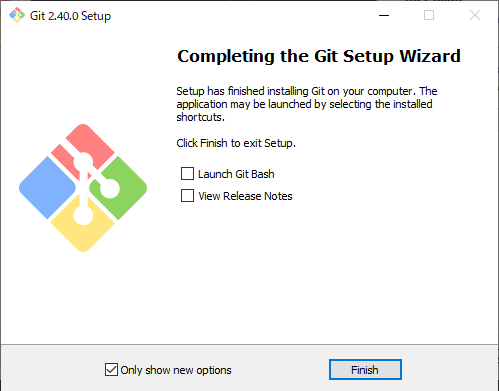 Git 2.40.0 Setup
Completing the Git Setup Wizard
Setup has finished installing Git on your computer. The
application may be launched by selecting the installed
shortcuts.
Click Finish to exit Setup.
Launch Git Bash
View Release Notes
Only show new options
Finish